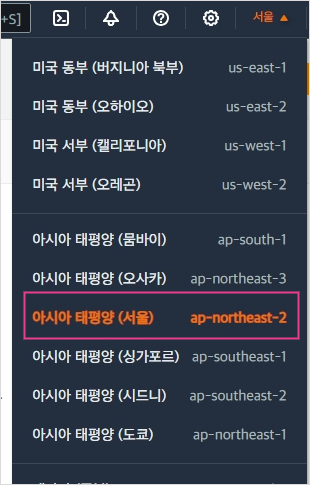 +S]
서울 ▲
미국 동부 (버지니아 북부) us-east-1
미국 동부 (오하이오) us-east-2
미국 서부 (캘리포니아) us-west-1
미국 서부 (오레곤) us-west-2
아시아 태평양 (뭄바이) ap-south-1
아시아 태평양 (오사카) ap-northeast-3
아시아 태평양 (서울) ap-northeast-2
아시아 태평양 (싱가포르) ap-southeast-1
아시아 태평양 (시드니) ap-southeast-2
아시아 태평양 (도쿄) ap-northeast-1